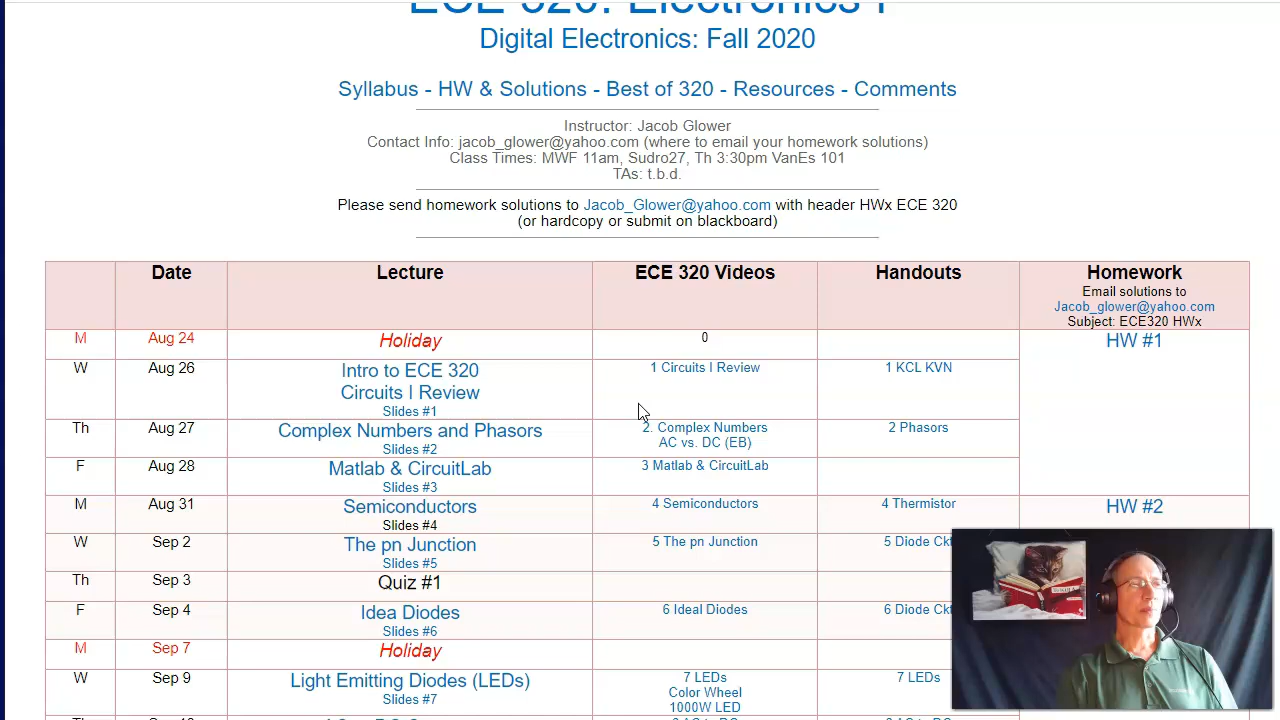 ECE 320: Electronics I
Digital Electronics: Fall 2020
Syllabus - HW & Solutions - Best of 320 - Resources - Comments
Instructor: Jacob Glower
Contact Info: jacob_glower@yahoo.com (where to email your homework solutions)
Class Times: MWF 11am, Sudro27, Th 3:30pm VanEs 101
TAs: t.b.d.
Please send homework solutions to Jacob_Glower@yahoo.com with header HWx ECE 320
(or hardcopy or submit on blackboard)
Date Lecture ECE 320 Videos Handouts Homework
Email solutions to
Jacob_glower@yahoo.com
Subject: ECE320 HWx
M Aug 24 Holiday 0 HW #1
W Aug 26 Intro to ECE 320 1 Circuits I Review 1 KCL KVN
Circuits I Review
Slides #1
Th Aug 27 Complex Numbers and Phasors 2. Complex Numbers 2 Phasors
Slides #2 AC vs. DC (EB)
F Aug 28 Matlab & CircuitLab 3 Matlab & CircuitLab
Slides #3
M Aug 31 Semiconductors 4 Semiconductors 4 Thermistor HW #2
Slides #4
W Sep 2 The pn Junction 5 The pn Junction 5 Diode Ckt
Slides #5
Th Sep 3 Quiz #1
F Sep 4 Idea Diodes 6 Ideal Diodes 6 Diode Ckt
Slides #6
M Sep 7 Holiday
W Sep 9 Light Emitting Diodes (LEDs) 7 LEDs 7 LEDs
Slides #7 Color Wheel
1000W LED